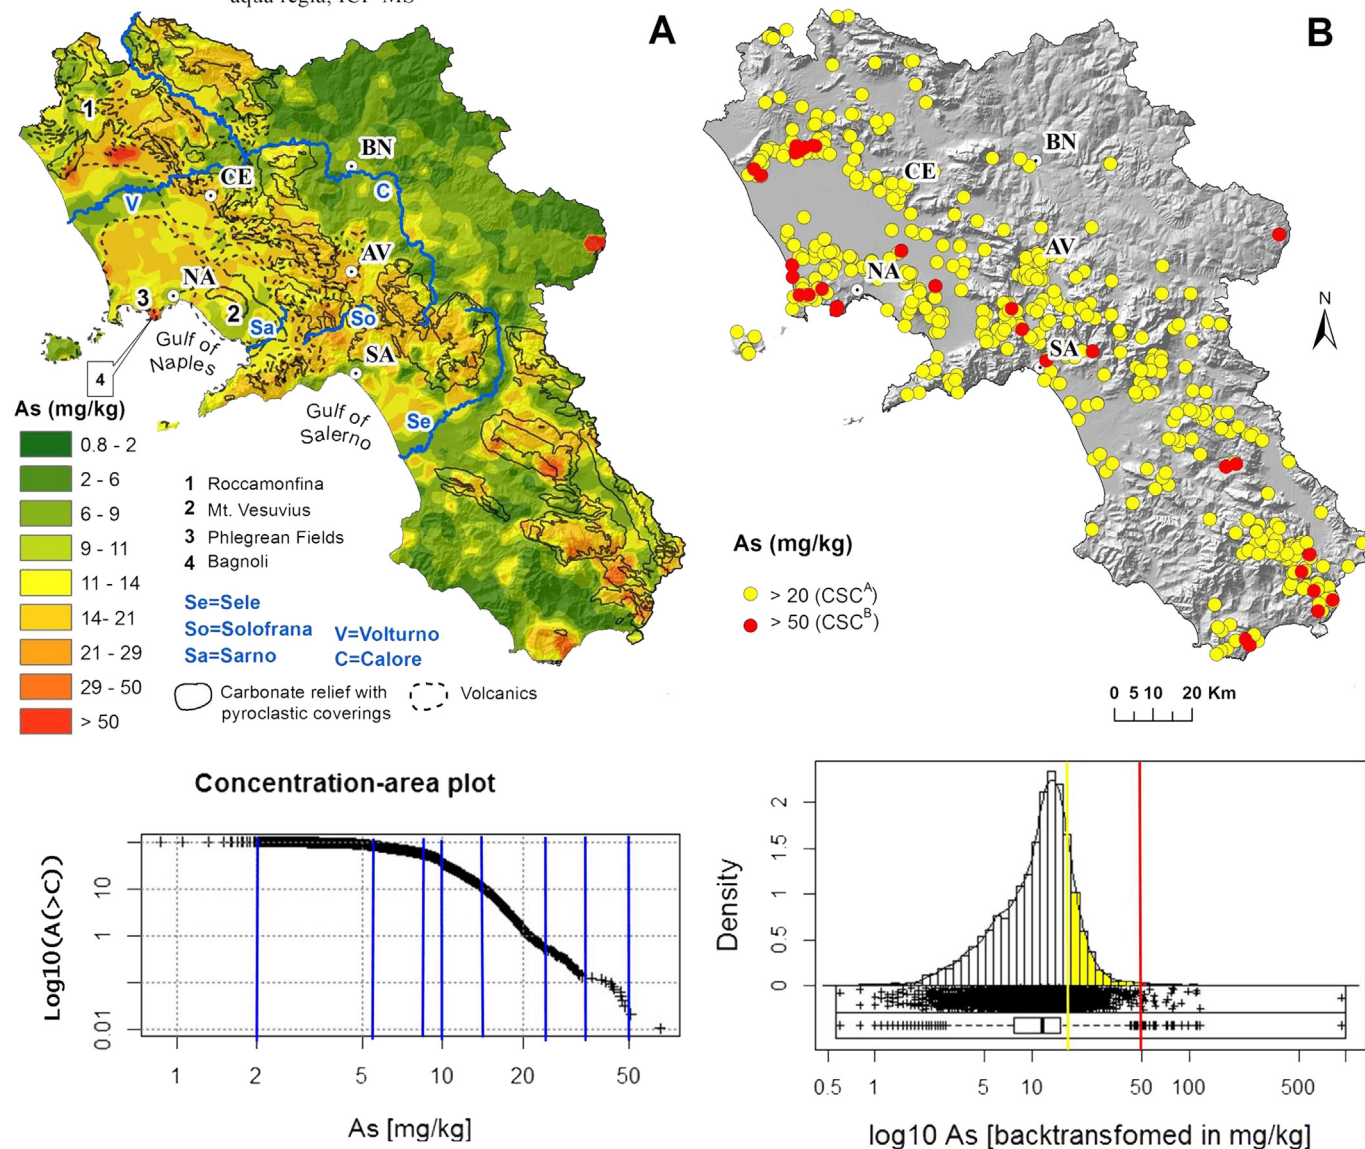 aqua regia, ICP-MS
A
B
1
BN
CE
C
V
AV
NA
3
2
Sa
So
Gulf of
Naples
SA
4
Gulf of
Salerno
Se
As (mg/kg)
0.8 - 2
2 - 6
6 - 9
9 - 11
11 - 14
14- 21
21 - 29
29 - 50
> 50
1 Roccamonfina
2 Mt. Vesuvius
3 Phlegrean Fields
4 Bagnoli
Se=Sele
So=Solofrana
Sa=Sarno
V=Volturno
C=Calore
Carbonate relief with
pyroclastic coverings
Volcanics
BN
CE
AV
NA
SA
N
As (mg/kg)
> 20 (CSCᴬ)
> 50 (CSCᴮ)
0 5 10 20 Km
Concentration-area plot
Log10(A(>C))
10
1
0.01
1 2 5 10 20 50
As [mg/kg]
Density
2
1.5
1
0.5
0
0.5 1 5 10 50 100 500
log10 As [backtransfomed in mg/kg]